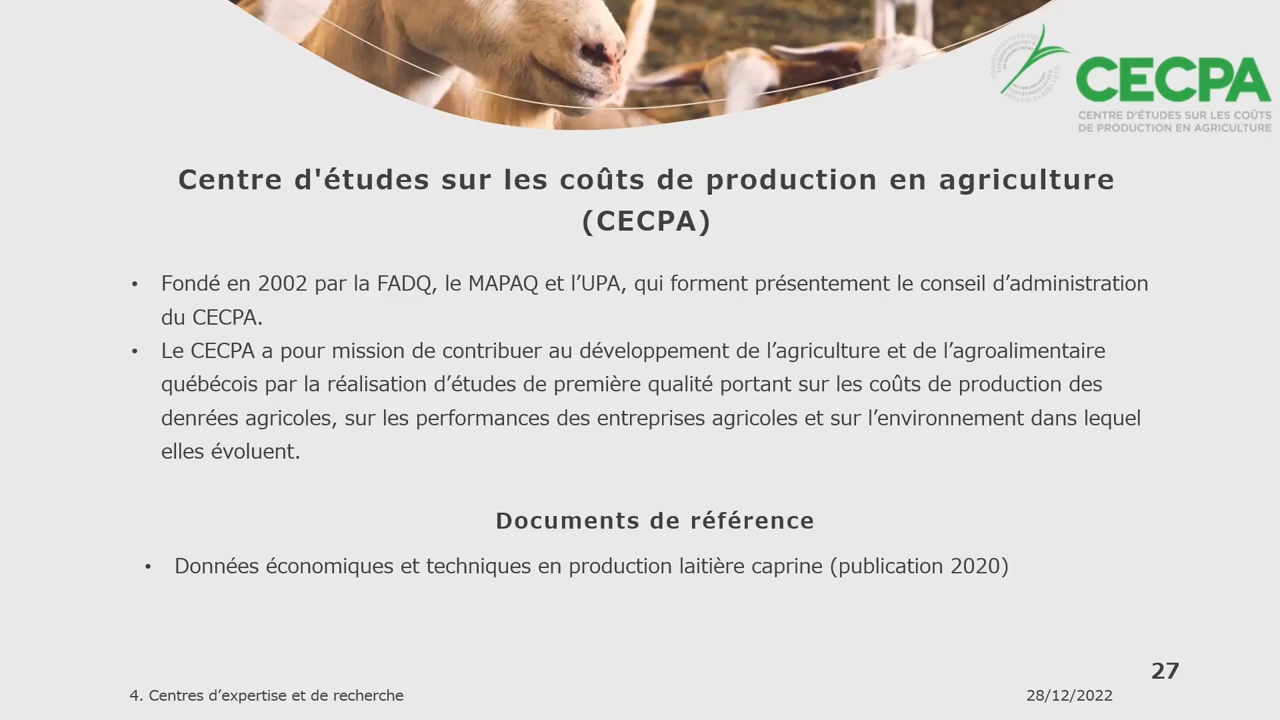 CECPA
CENTRE D'ÉTUDES SUR LES COÛTS
DE PRODUCTION EN AGRICULTURE
Centre d'études sur les coûts de production en agriculture
(CECPA)
• Fondé en 2002 par la FADQ, le MAPAQ et l’UPA, qui forment présentement le conseil d’administration
du CECPA.
• Le CECPA a pour mission de contribuer au développement de l’agriculture et de l’agroalimentaire
québécois par la réalisation d’études de première qualité portant sur les coûts de production des
denrées agricoles, sur les performances des entreprises agricoles et sur l’environnement dans lequel
elles évoluent.
Documents de référence
• Données économiques et techniques en production laitière caprine (publication 2020)
27
4. Centres d’expertise et de recherche
28/12/2022